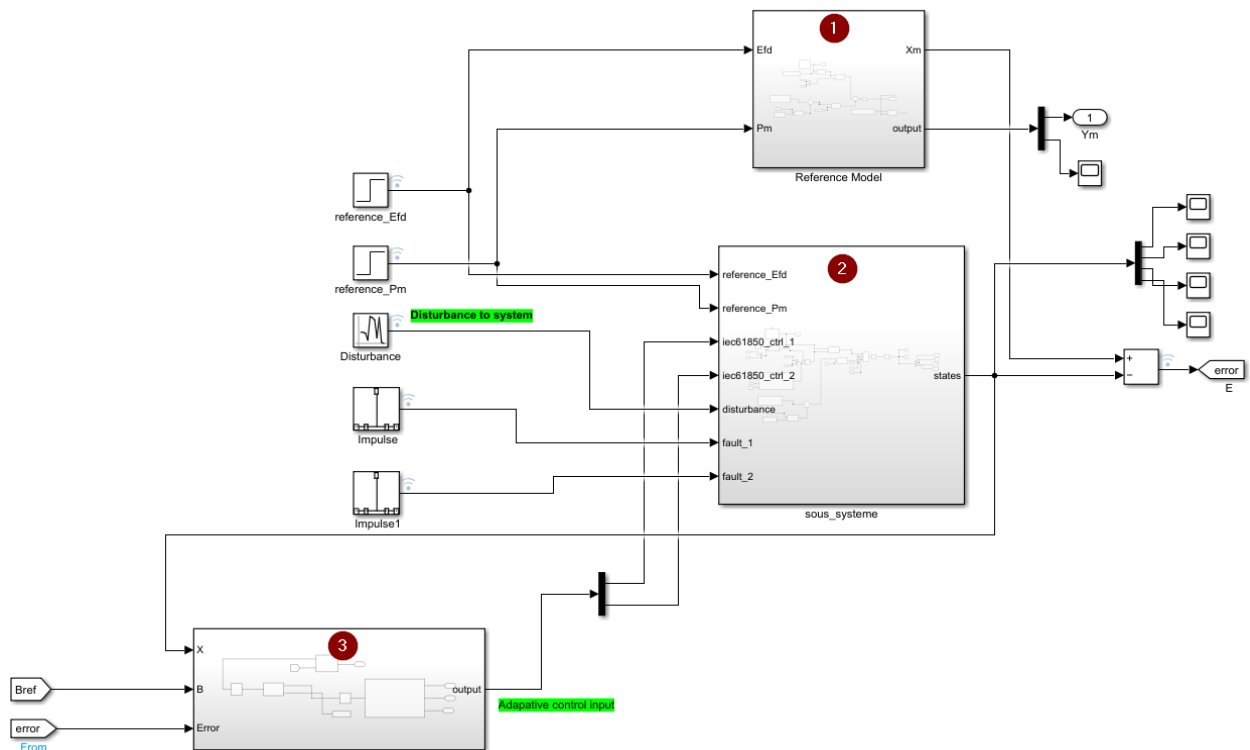 1
Efd
Xm
Pm
output
Reference Model
1
Ym
reference_Efd
reference_Pm
Disturbance to system
Disturbance
Impulse
Impulse1
2
reference_Efd
reference_Pm
iec61850_ctrl_1
iec61850_ctrl_2
disturbance
fault_1
fault_2
states
sous_systeme
+
−
error
E
3
X
B
Error
output
Adapative control input
Bref
error
From